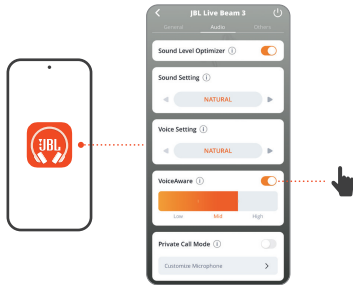 JBL Live Beam 3
General Audio Others
Sound Level Optimizer
Sound Setting
NATURAL
Voice Setting
NATURAL
JBL
VoiceAware
Low Mid High
Private Call Mode
Customize Microphone